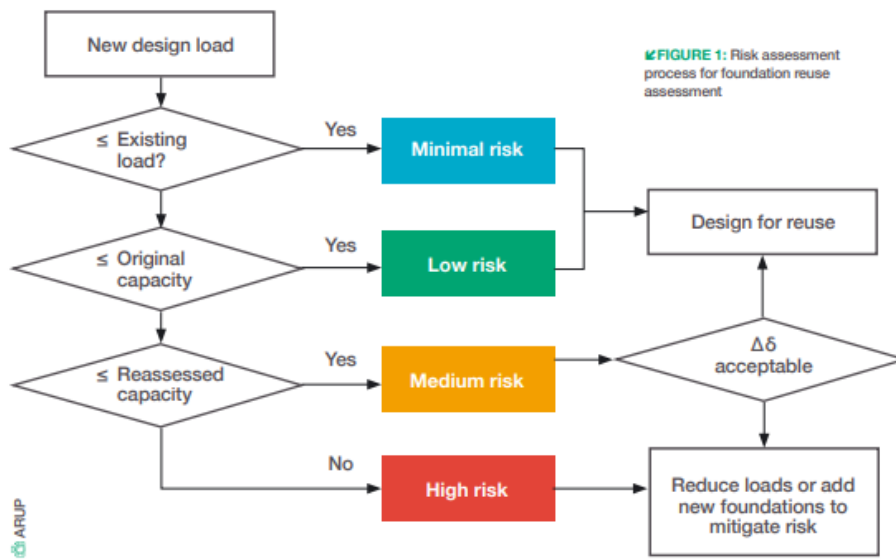 New design load
↙FIGURE 1: Risk assessment
process for foundation reuse
assessment
≤ Existing
load?
Yes
Minimal risk
Design for reuse
≤ Original
capacity
Yes
Low risk
≤ Reassessed
capacity
Yes
Medium risk
Δδ
acceptable
No
High risk
Reduce loads or add
new foundations to
mitigate risk
ARUP